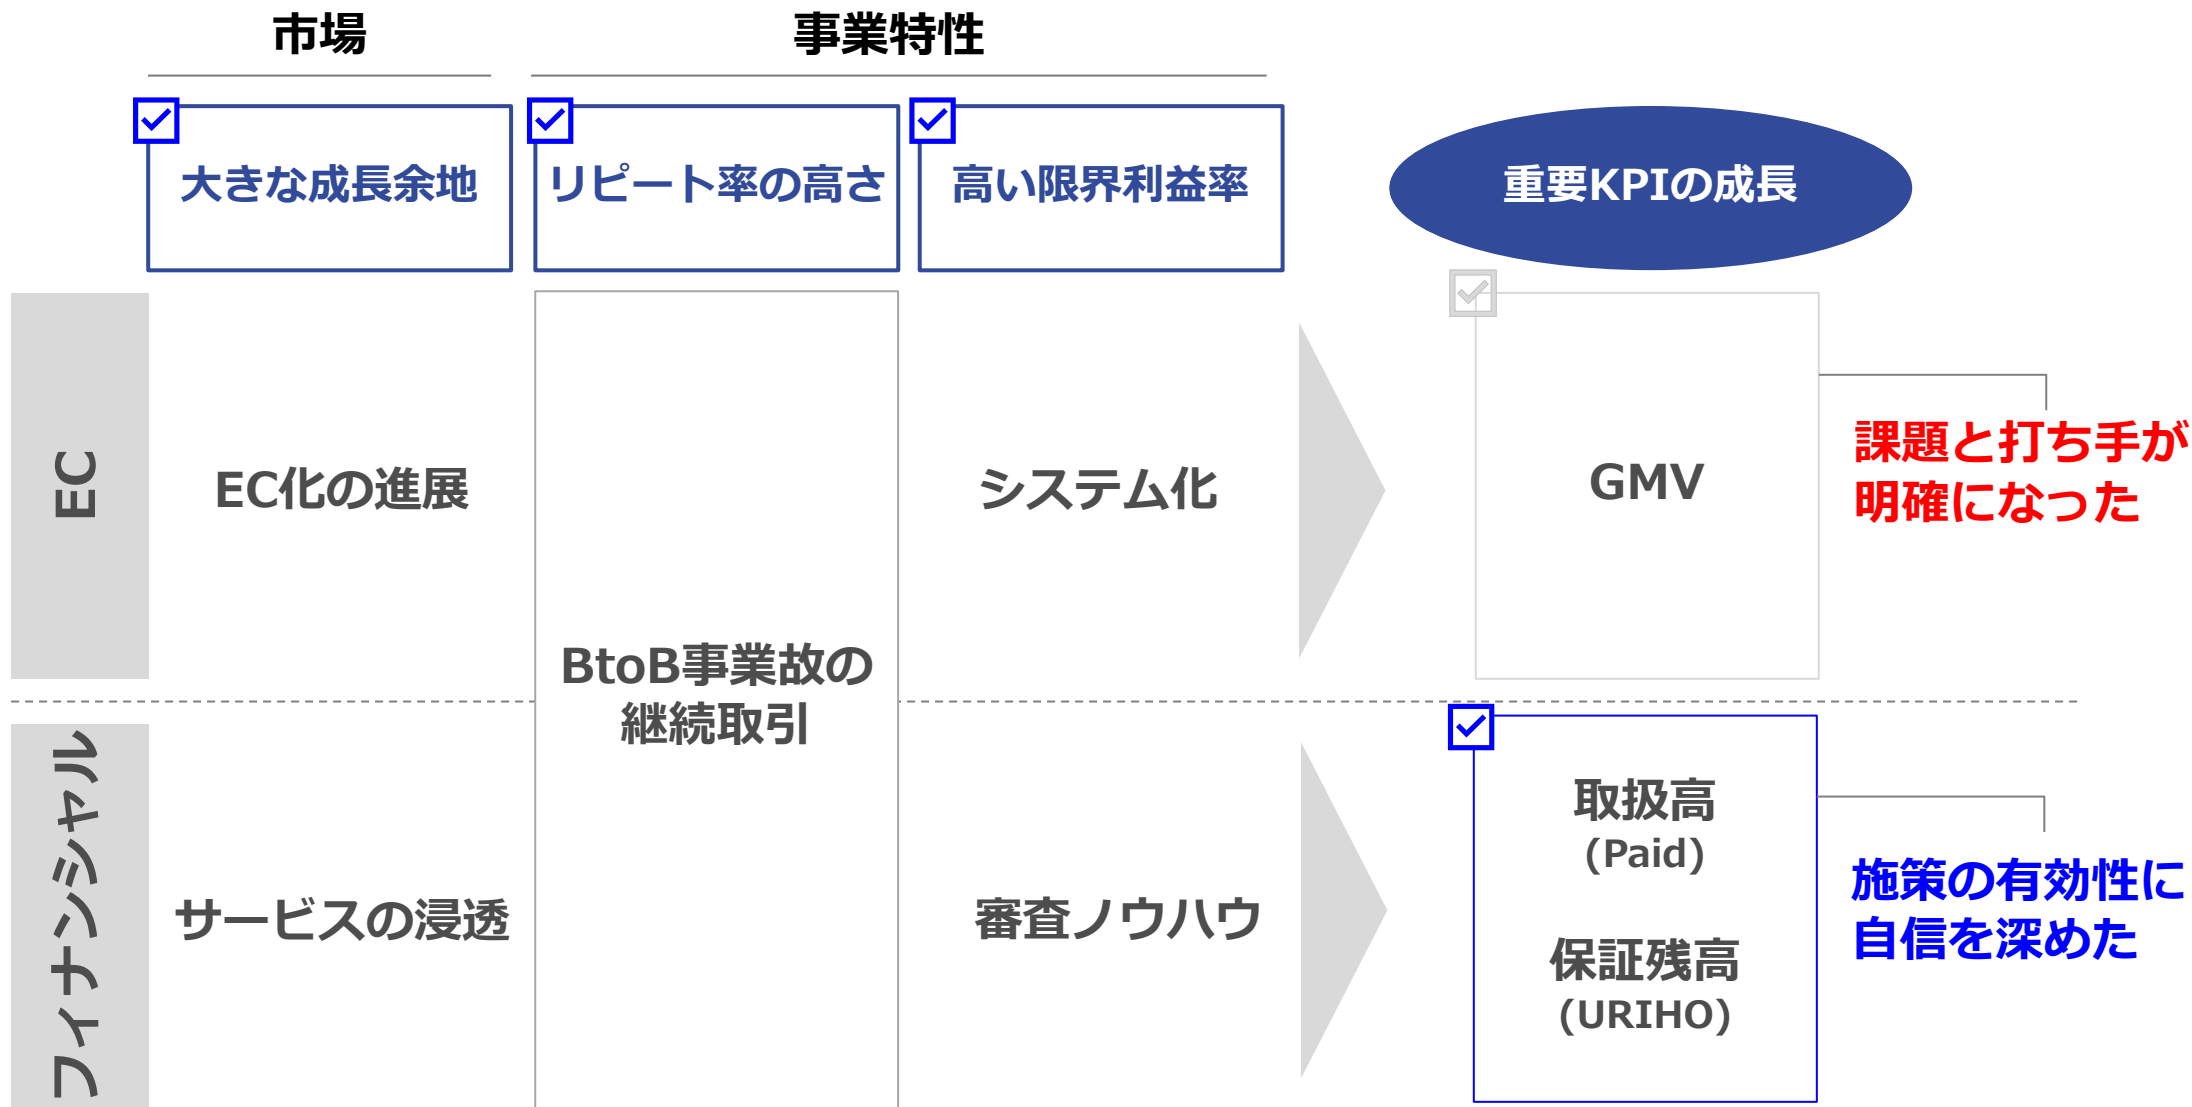 市場
事業特性
大きな成長余地
リピート率の高さ
高い限界利益率
重要KPIの成長
EC
EC化の進展
システム化
GMV
課題と打ち手が
明確になった
BtoB事業故の
継続取引
フィナンシャル
サービスの浸透
審査ノウハウ
取扱高
(Paid)
保証残高
(URIHO)
施策の有効性に
自信を深めた